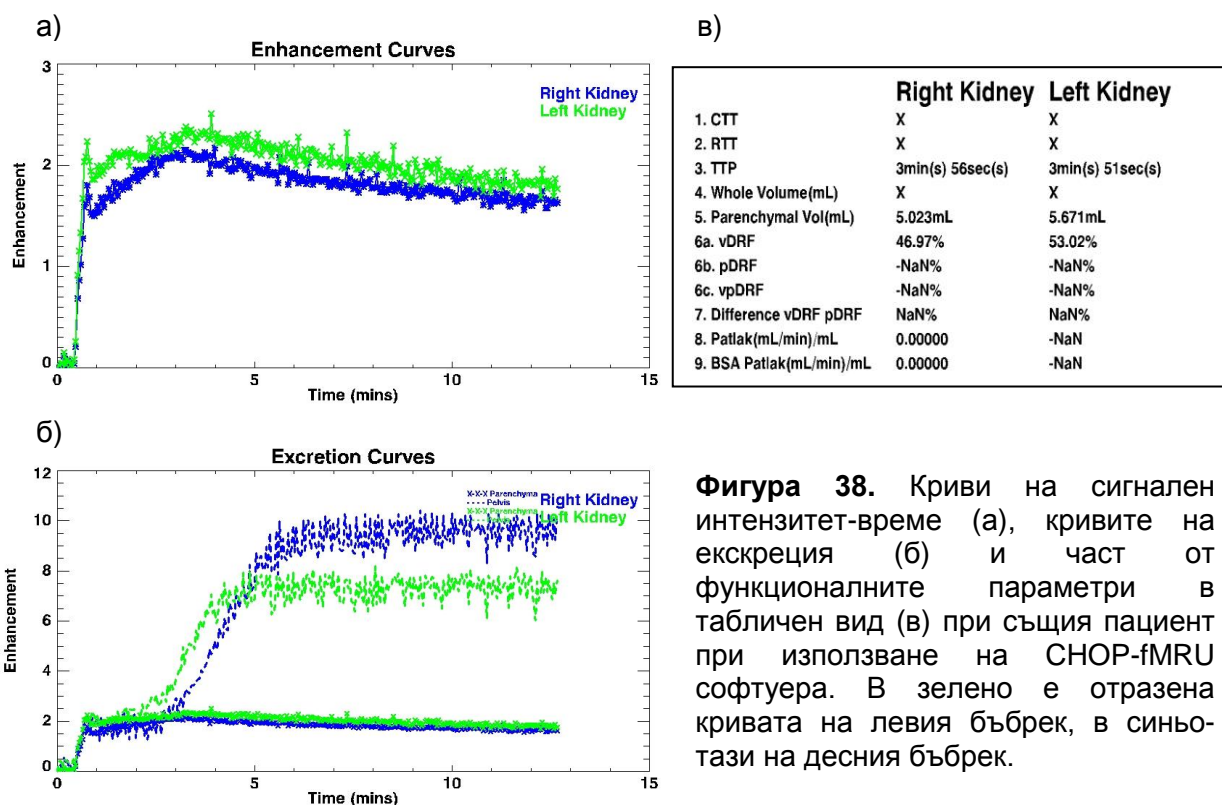 а)
Enhancement Curves
3
2
1
0
Enhancement
Right Kidney
Left Kidney
0
5
10
15
Time (mins)
в)
Right Kidney Left Kidney
1. CTT X X
2. RTT X X
3. TTP 3min(s) 56sec(s) 3min(s) 51sec(s)
4. Whole Volume(mL) X X
5. Parenchymal Vol(mL) 5.023mL 5.671mL
6a. vDRF 46.97% 53.02%
6b. pDRF -NaN% -NaN%
6c. vpDRF -NaN% -NaN%
7. Difference vDRF pDRF NaN% NaN%
8. Patlak(mL/min)/mL 0.00000 -NaN
9. BSA Patlak(mL/min)/mL 0.00000 -NaN
б)
Excretion Curves
12
10
8
6
4
2
0
Enhancement
X-X-X Parenchyma
---- Pelvis
X-X-X Parenchyma
Right Kidney
Left Kidney
0
5
10
15
Time (mins)
Фигура 38. Криви на сигнален
интензитет-време (а), кривите на
екскреция (б) и част от
функционалните параметри в
табличен вид (в) при същия пациент
при използване на CHOP-fMRU
софтуера. В зелено е отразена
кривата на левия бъбрек, в синьо-
тази на десния бъбрек.